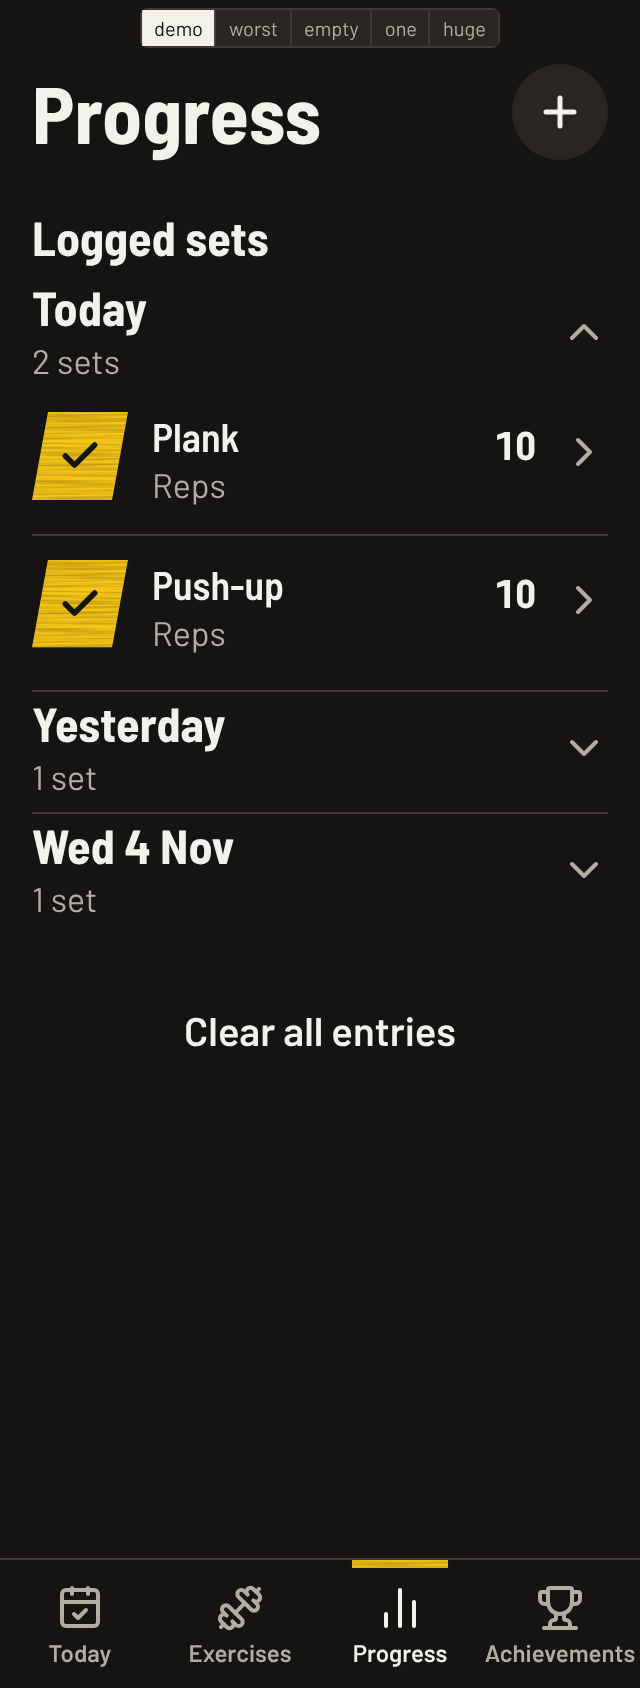 demo worst empty one huge
Progress
Logged sets
Today
2 sets
Plank 10
Reps
Push-up 10
Reps
Yesterday
1 set
Wed 4 Nov
1 set
Clear all entries
Today Exercises Progress Achievements